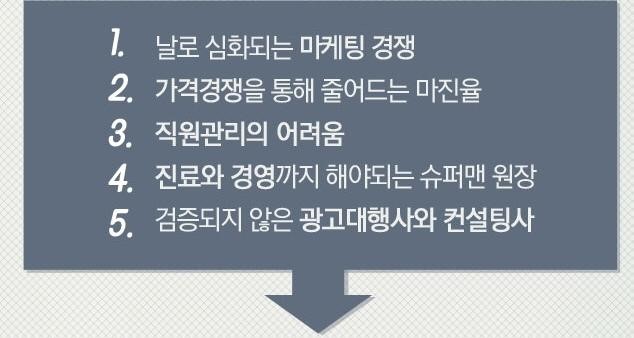 1. 날로 심화되는 마케팅 경쟁
2. 가격경쟁을 통해 줄어드는 마진율
3. 직원관리의 어려움
4. 진료와 경영까지 해야되는 슈퍼맨 원장
5. 검증되지 않은 광고대행사와 컨설팅사